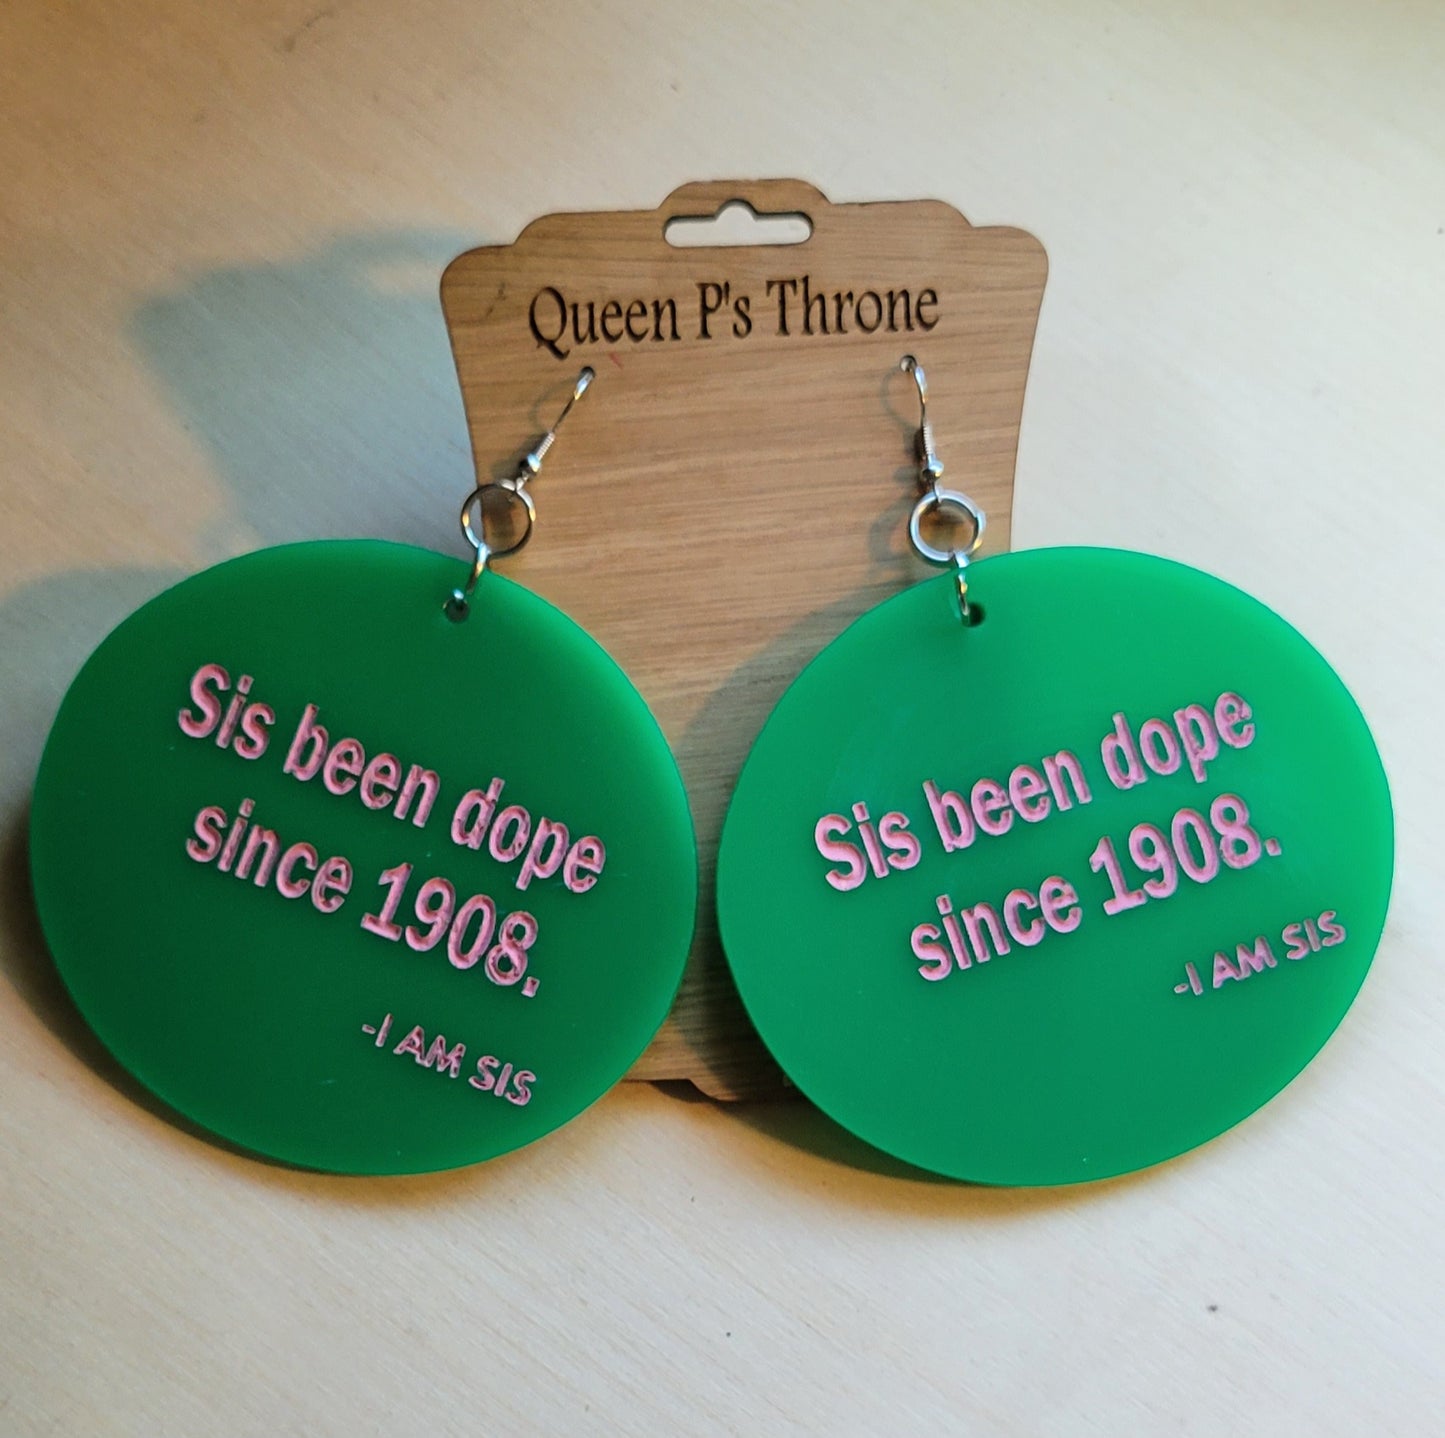 Queen P's Throne
Sis been dope
since 1908.
-I AM SIS
Sis been dope
since 1908.
-I AM SIS